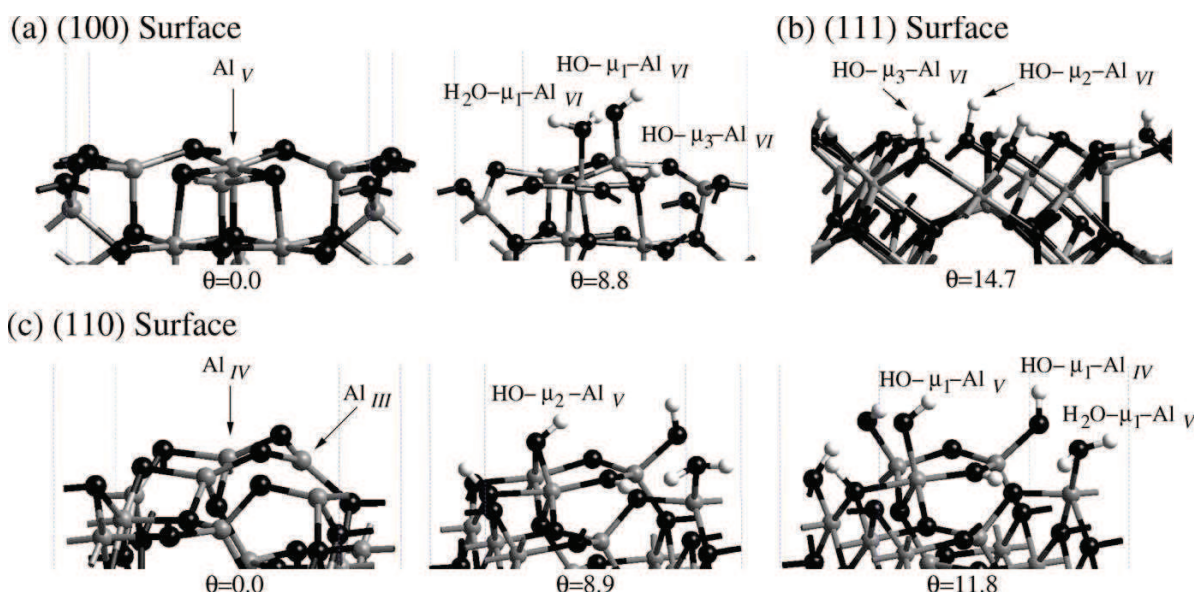 (a) (100) Surface
(b) (111) Surface
Al V
HO−μ1−Al VI
H2O−μ1−Al VI
HO−μ3−Al VI
HO−μ3−Al VI
HO−μ2−Al VI
θ=0.0
θ=8.8
θ=14.7
(c) (110) Surface
Al IV
Al III
HO−μ2−Al V
HO−μ1−Al V
HO−μ1−Al IV
H2O−μ1−Al V
θ=0.0
θ=8.9
θ=11.8